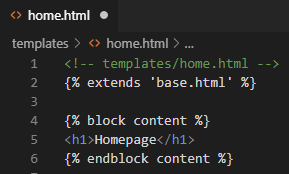 home.html
templates > home.html > ...
1 <!-- templates/home.html -->
2 {% extends 'base.html' %}
3
4 {% block content %}
5 <h1>Homepage</h1>
6 {% endblock content %}